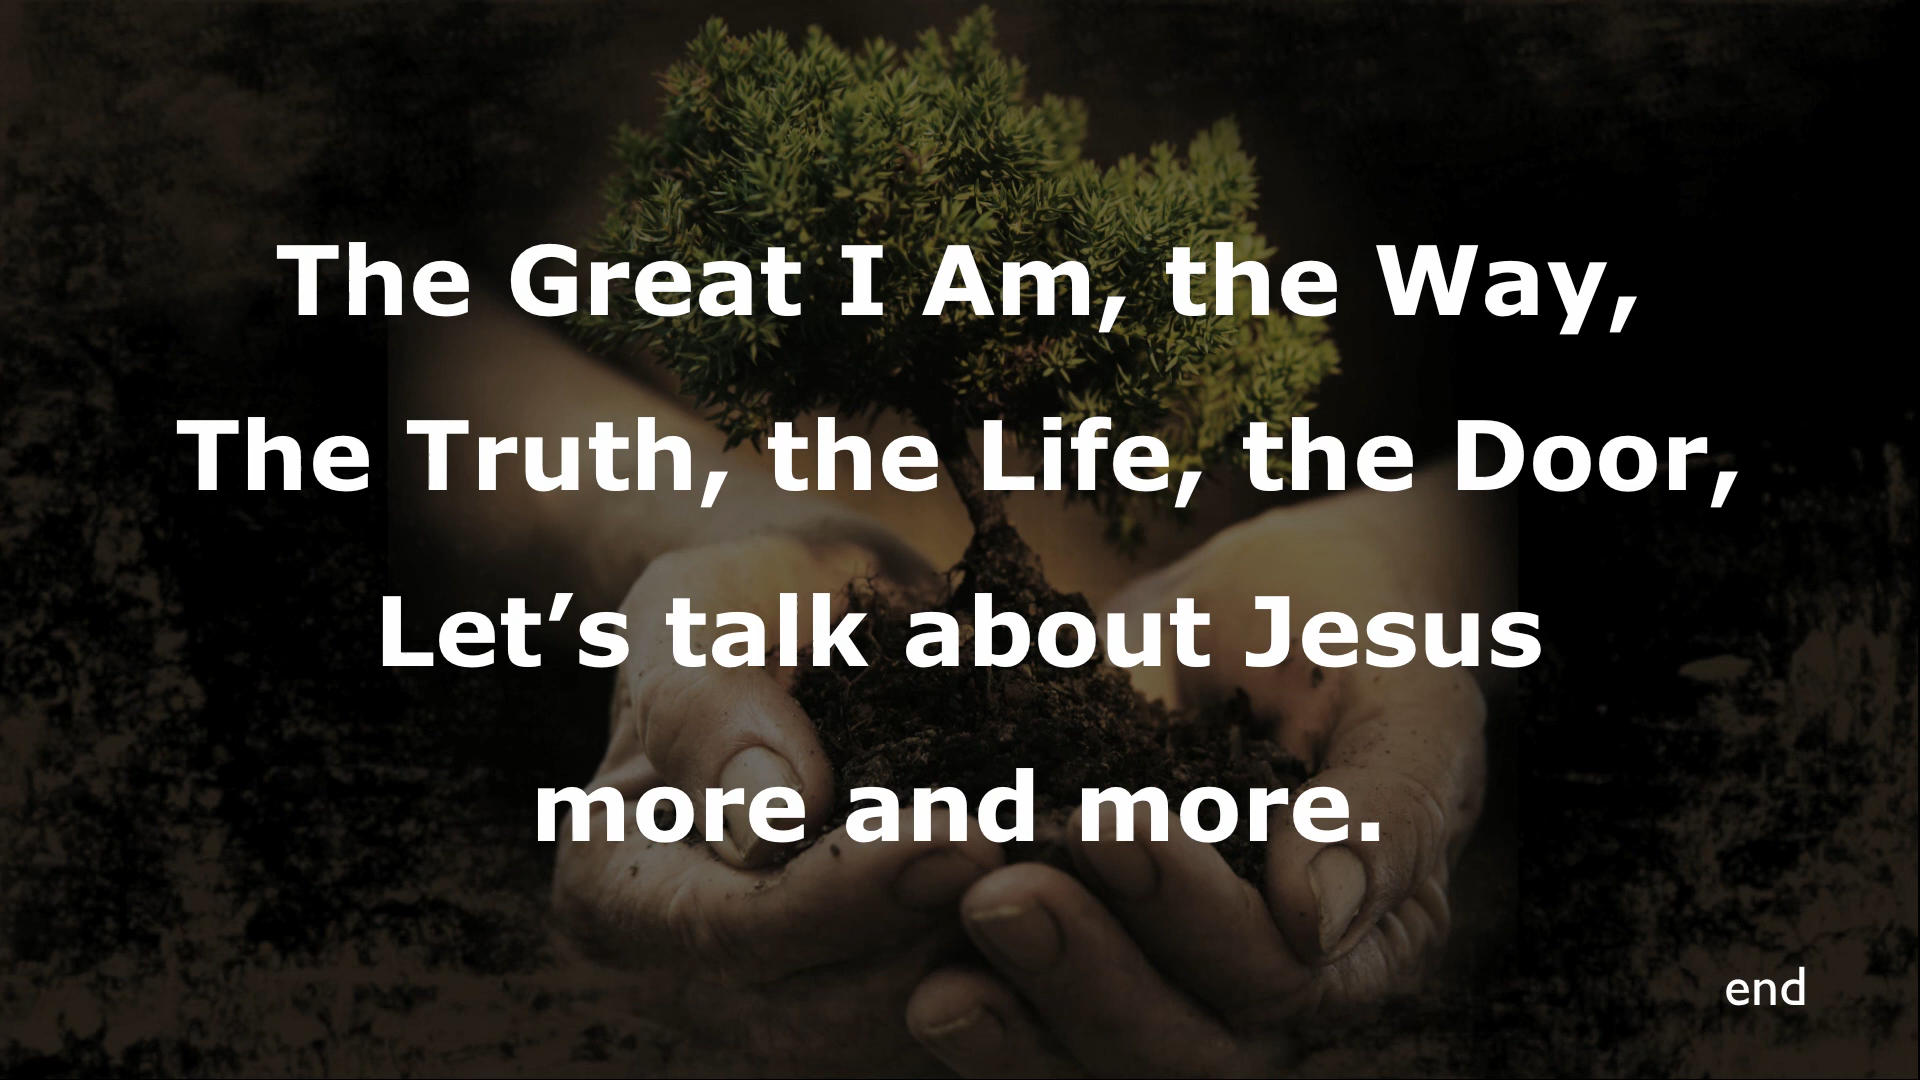 The Great I Am, the Way,
The Truth, the Life, the Door,
Let’s talk about Jesus
more and more.
end